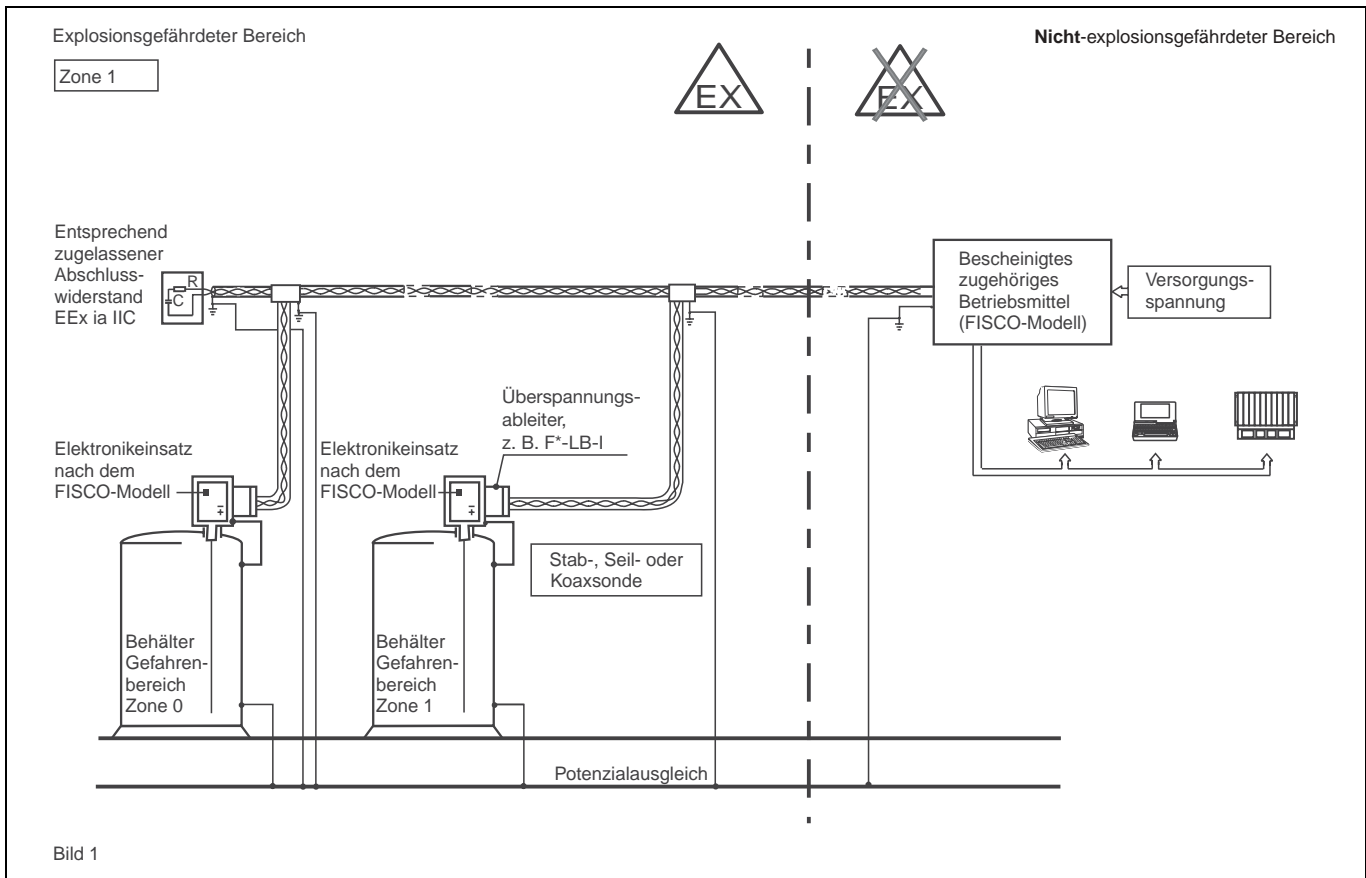 Explosionsgefährdeter Bereich
Nicht-explosionsgefährdeter Bereich
Zone 1
EX
EX
Entsprechend
zugelassener
Abschluss-
widerstand
EEx ia IIC
R
C
Bescheinigtes
zugehöriges
Betriebsmittel
(FISCO-Modell)
Versorgungs-
spannung
Überspannungs-
ableiter,
z. B. F*-LB-I
Elektronikeinsatz
nach dem
FISCO-Modell
Elektronikeinsatz
nach dem
FISCO-Modell
Stab-, Seil- oder
Koaxsonde
Behälter
Gefahren-
bereich
Zone 0
Behälter
Gefahren-
bereich
Zone 1
Potenzialausgleich
Bild 1